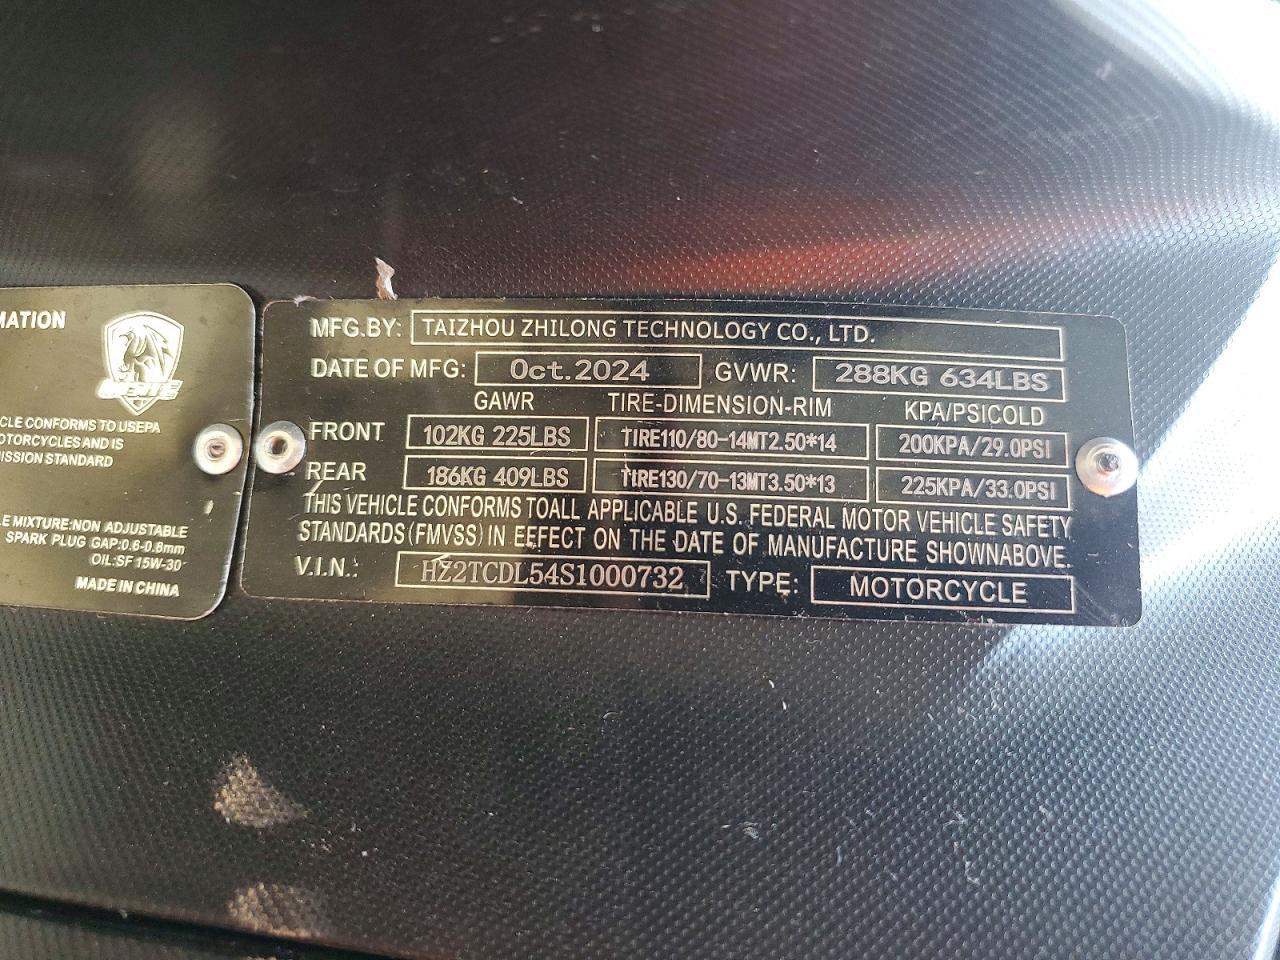 MATION
CLE CONFORMS TO USEPA
OTORCYCLES AND IS
MISSION STANDARD
E MIXTURE:NON ADJUSTABLE
SPARK PLUG GAP:0.6-0.8mm
OIL:SF 15W-30
MADE IN CHINA
MFG.BY: TAIZHOU ZHILONG TECHNOLOGY CO., LTD.
DATE OF MFG: Oct.2024 GVWR: 288KG 634LBS
GAWR TIRE-DIMENSION-RIM KPA/PSICOLD
FRONT 102KG 225LBS TIRE110/80-14MT2.50*14 200KPA/29.0PSI
REAR 186KG 409LBS TIRE130/70-13MT3.50*13 225KPA/33.0PSI
THIS VEHICLE CONFORMS TOALL APPLICABLE U.S. FEDERAL MOTOR VEHICLE SAFETY
STANDARDS(FMVSS)IN EFFECT ON THE DATE OF MANUFACTURE SHOWNABOVE.
V.I.N.: HZ2TCDL54S1000732 TYPE: MOTORCYCLE